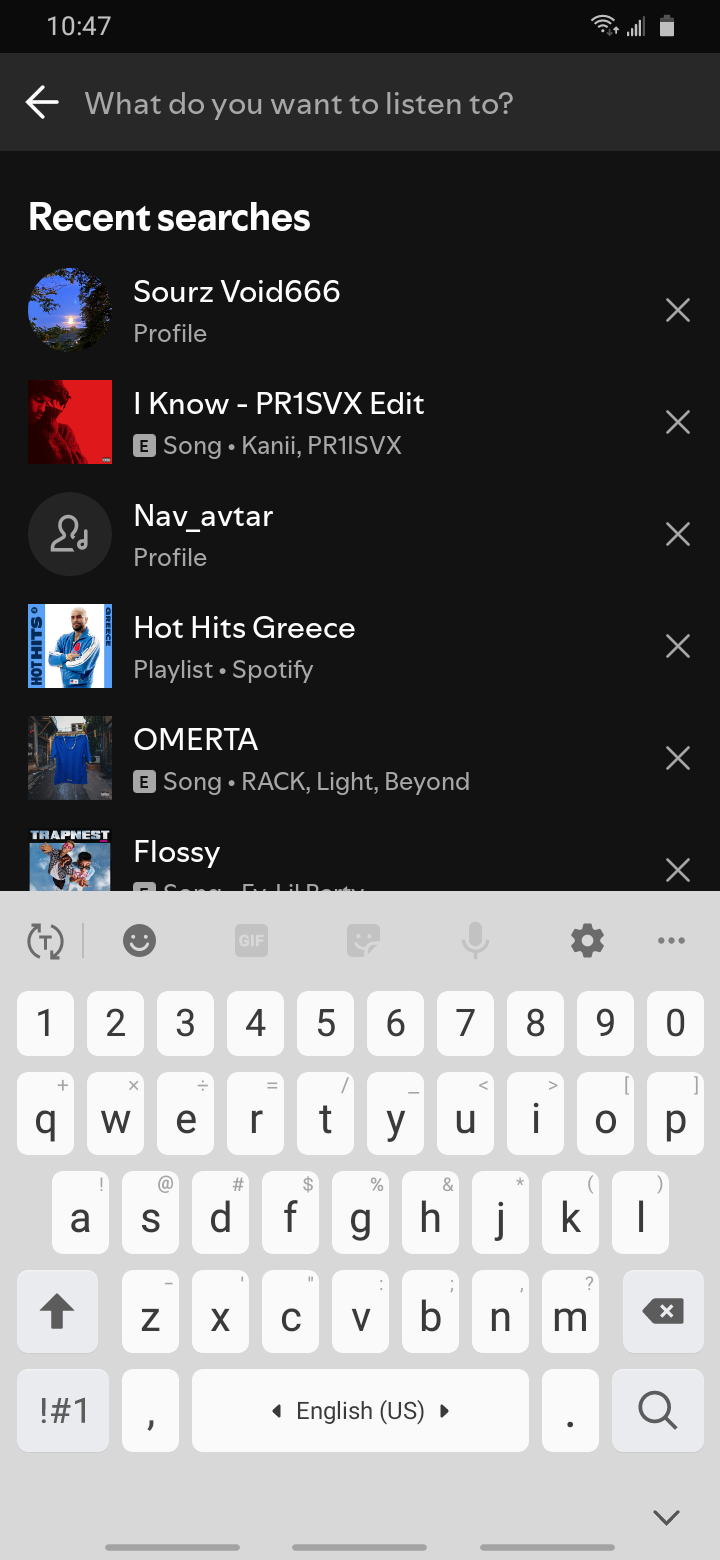 10:47
What do you want to listen to?
Recent searches
Sourz Void666
Profile
I Know - PR1SVX Edit
E Song • Kanii, PR1ISVX
Nav_avtar
Profile
HOT HITS
GREECE
Hot Hits Greece
Playlist • Spotify
OMERTA
E Song • RACK, Light, Beyond
TRAPNEST
Flossy
T
GIF
1 2 3 4 5 6 7 8 9 0
+ × ÷ = / _ < > [ ]
q w e r t y u i o p
! @ # $ % & * ( )
a s d f g h j k l
- ' " : ; , ?
z x c v b n m
!#1 , English (US) .